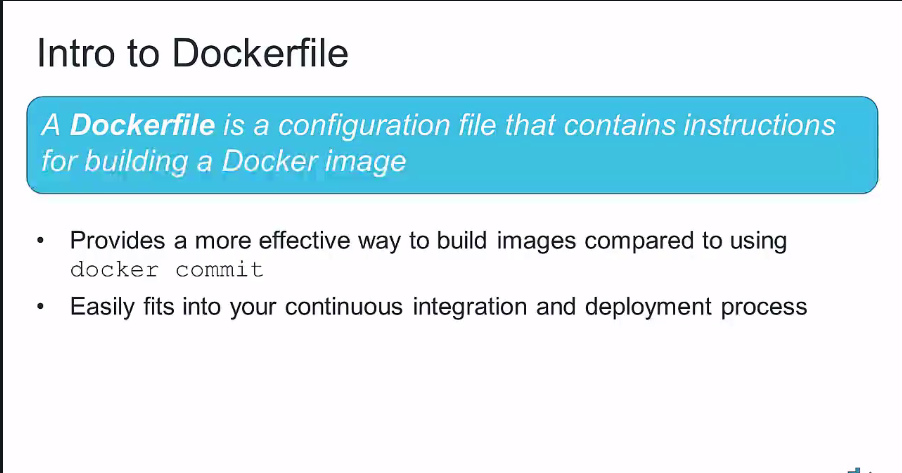 Intro to Dockerfile
A Dockerfile is a configuration file that contains instructions
for building a Docker image
• Provides a more effective way to build images compared to using
docker commit
• Easily fits into your continuous integration and deployment process